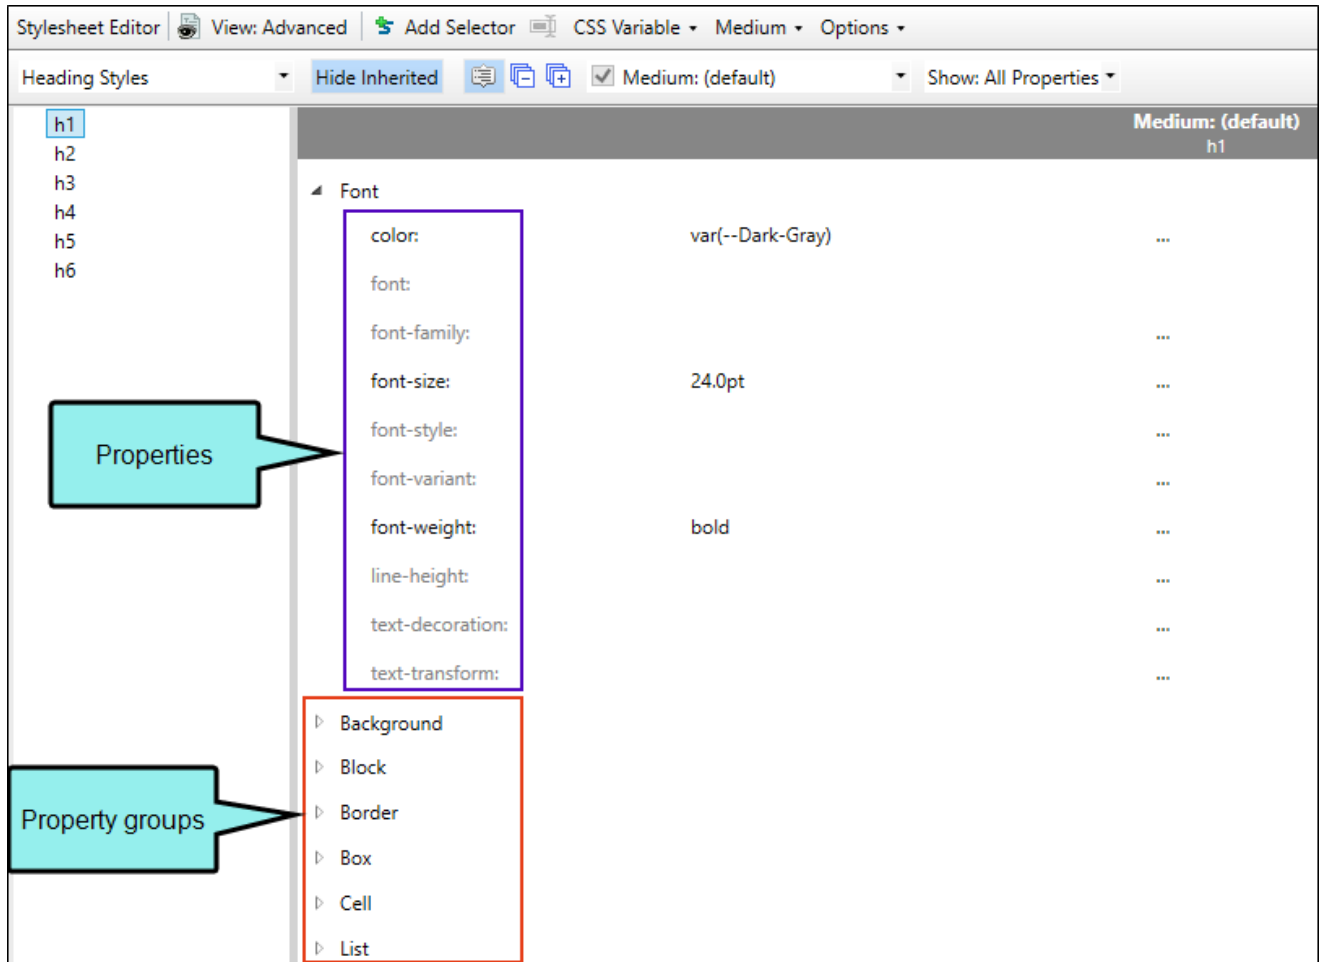 Stylesheet Editor View: Advanced Add Selector CSS Variable Medium Options
Heading Styles Hide Inherited Medium: (default) Show: All Properties
h1
h2
h3
h4
h5
h6
Medium: (default)
h1
Font
color: var(--Dark-Gray) ...
font:
font-family: ...
font-size: 24.0pt ...
font-style: ...
font-variant: ...
font-weight: bold ...
line-height: ...
text-decoration: ...
text-transform: ...
Properties
Background
Block
Border
Box
Cell
List
Property groups